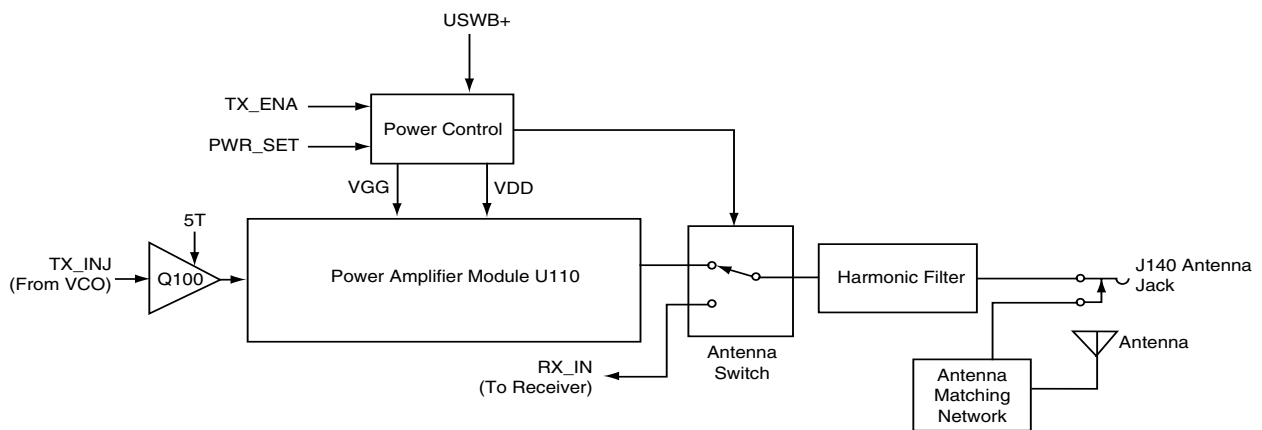 USWB+
TX_ENA
PWR_SET
Power Control
VGG
VDD
5T
TX_INJ
(From VCO)
Q100
Power Amplifier Module U110
Harmonic Filter
J140 Antenna
Jack
RX_IN
(To Receiver)
Antenna
Switch
Antenna
Antenna
Matching
Network